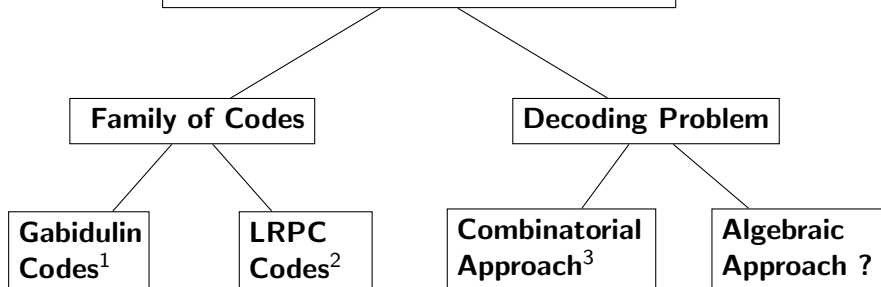 Family of Codes
Decoding Problem
Gabidulin
Codes¹
LRPC
Codes²
Combinatorial
Approach³
Algebraic
Approach ?